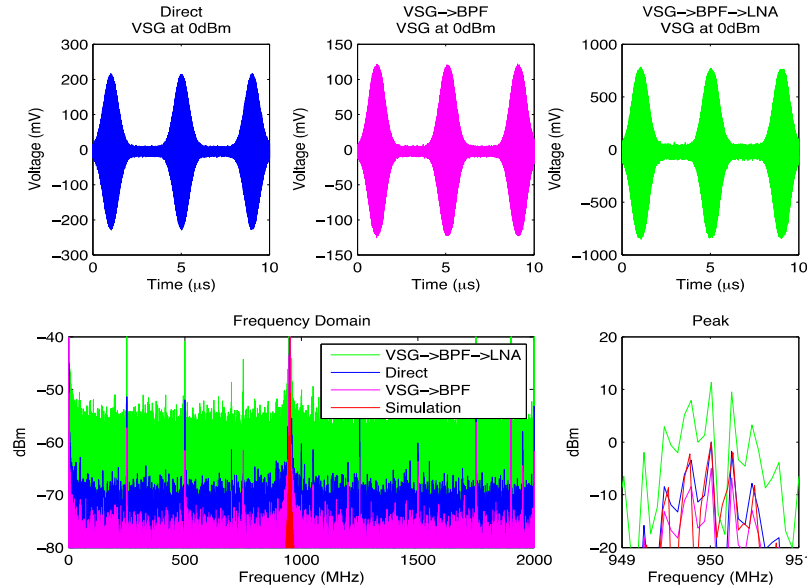 Direct
VSG at 0dBm
300
200
100
0
−100
−200
−300
Voltage (mV)
0
5
10
Time (μs)
VSG->BPF
VSG at 0dBm
150
100
50
0
−50
−100
−150
Voltage (mV)
0
5
10
Time (μs)
VSG->BPF->LNA
VSG at 0dBm
1000
500
0
−500
−1000
Voltage (mV)
0
5
10
Time (μs)
Frequency Domain
−40
−50
−60
−70
−80
dBm
VSG->BPF->LNA
Direct
VSG->BPF
Simulation
0
500
1000
1500
2000
Frequency (MHz)
Peak
20
10
0
−10
−20
dBm
949
950
951
Frequency (MHz)